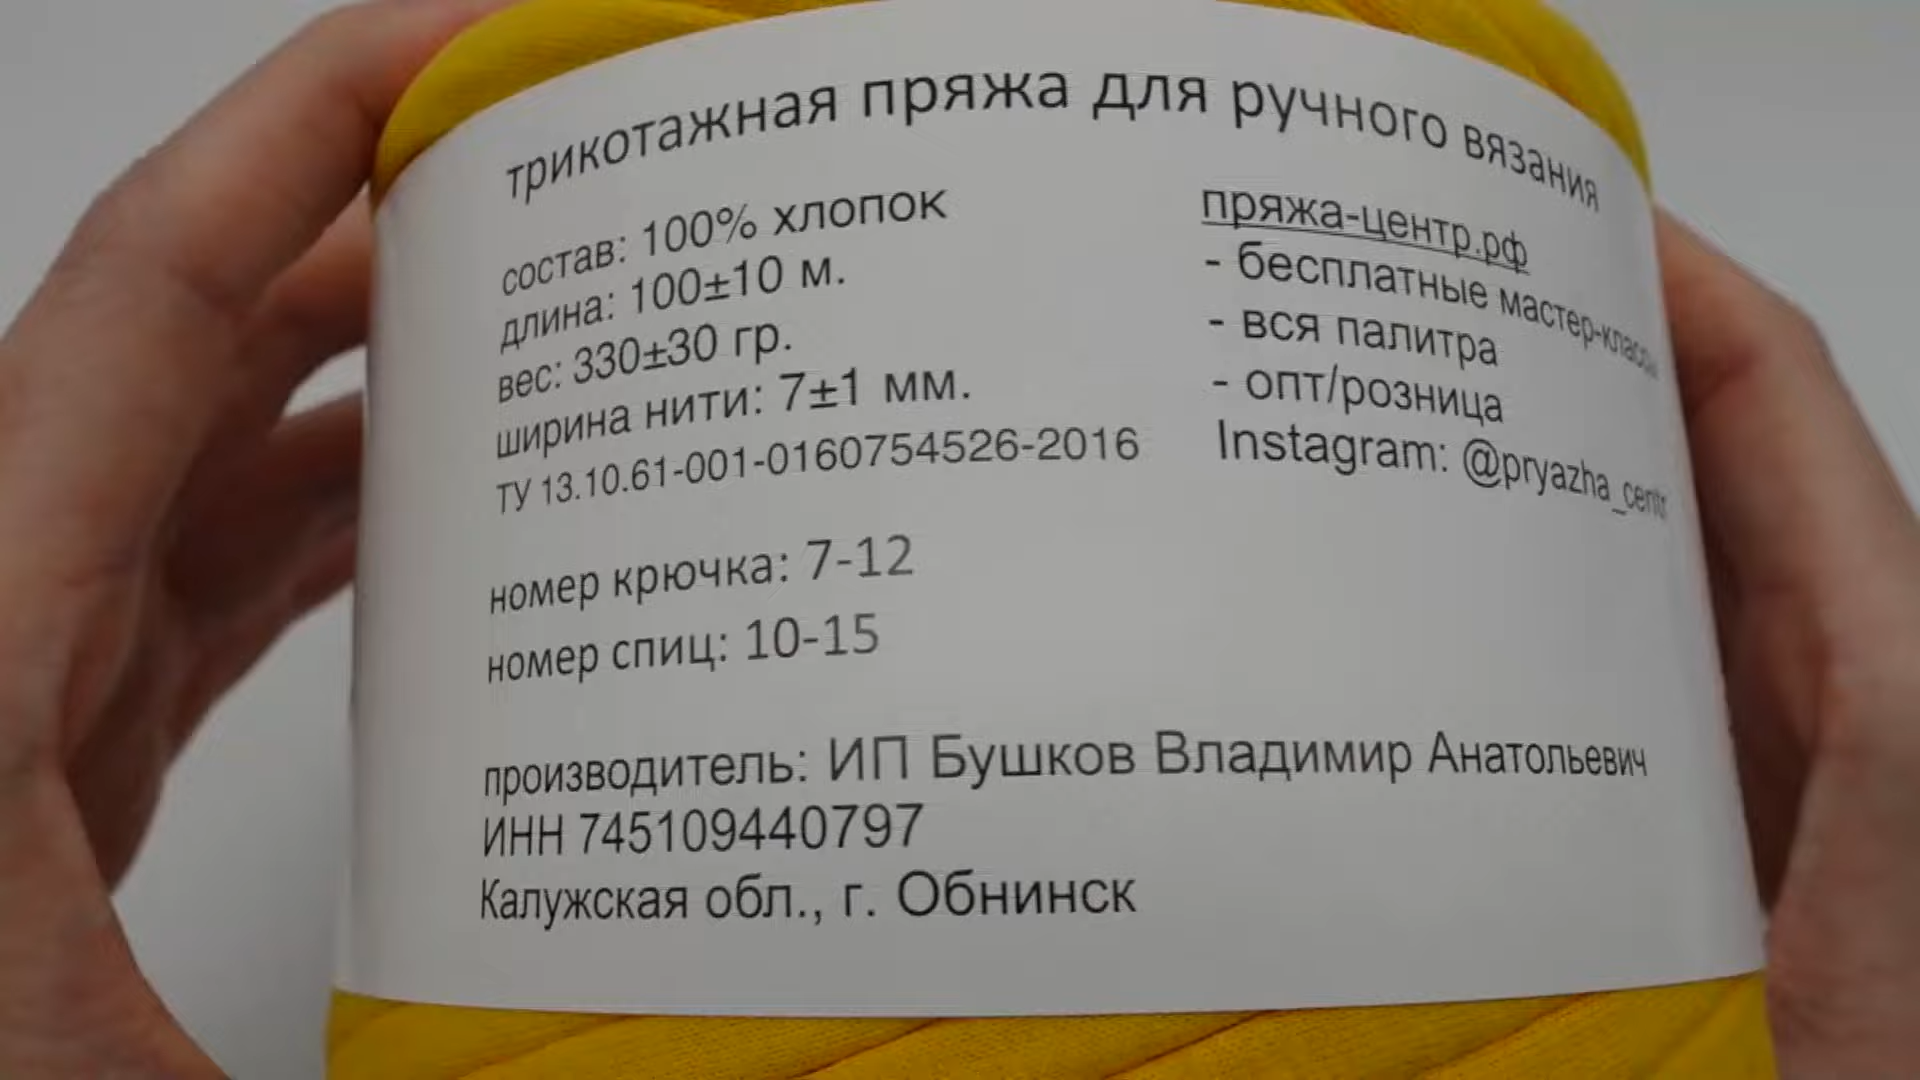 трикотажная пряжа для ручного вязания
состав: 100% хлопок
длина: 100±10 м.
вес: 330±30 гр.
ширина нити: 7±1 мм.
ТУ 13.10.61-001-0160754526-2016
номер крючка: 7-12
номер спиц: 10-15
пряжа-центр.рф
- бесплатные мастер-классы
- вся палитра
- опт/розница
Instagram: @pryazha_centr
производитель: ИП Бушков Владимир Анатольевич
ИНН 745109440797
Калужская обл., г. Обнинск